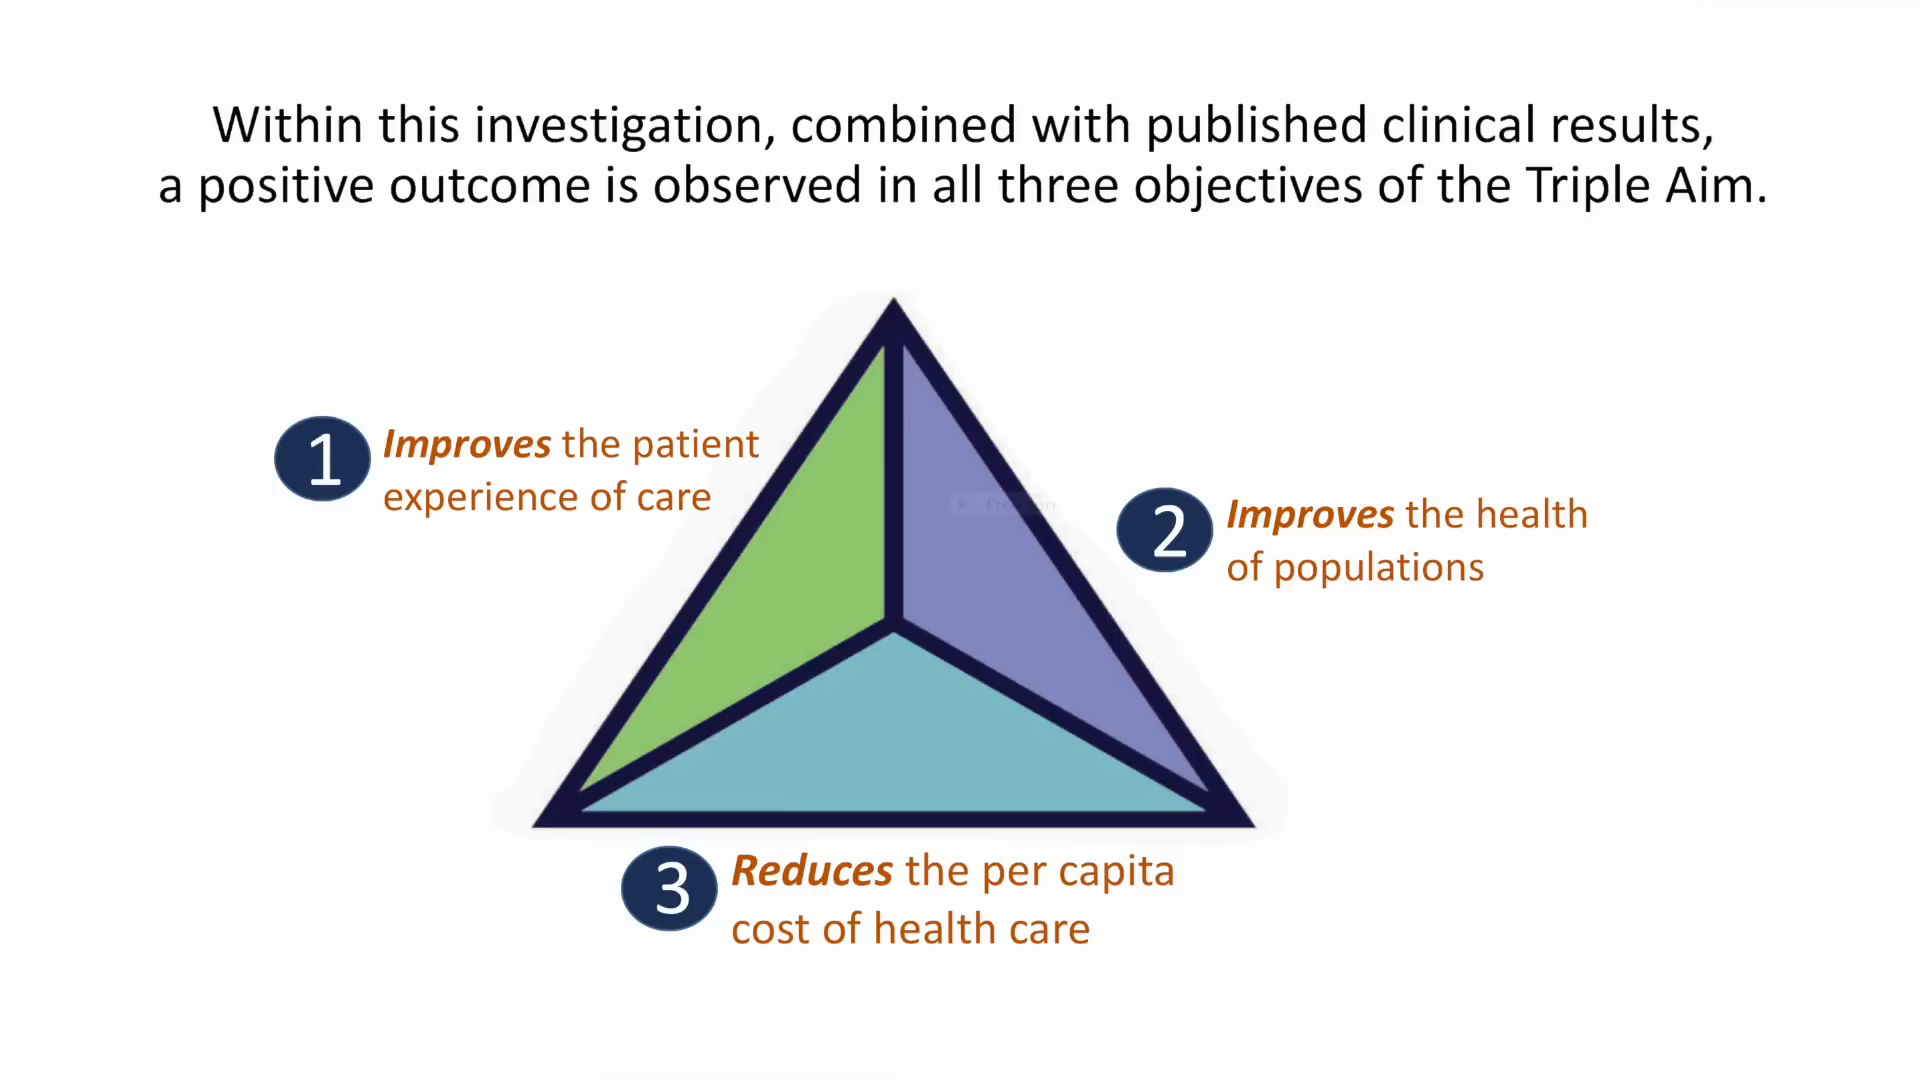 Within this investigation, combined with published clinical results,
a positive outcome is observed in all three objectives of the Triple Aim.
1
Improves the patient
experience of care
2
Improves the health
of populations
3
Reduces the per capita
cost of health care